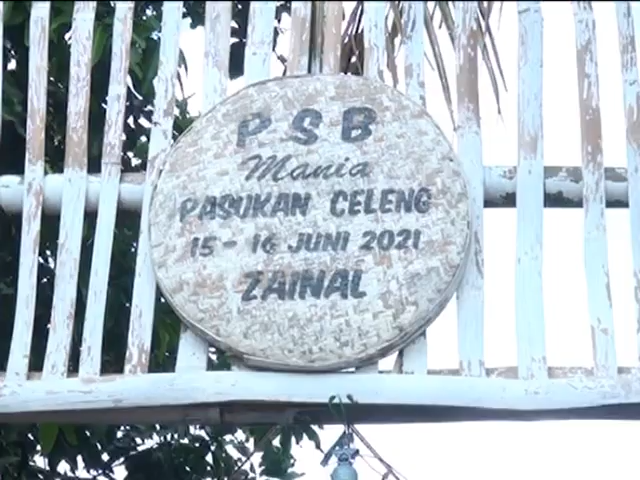 P S B
Mania
PASUKAN CELENG
15 - 16 JUNI 2021
ZAINAL